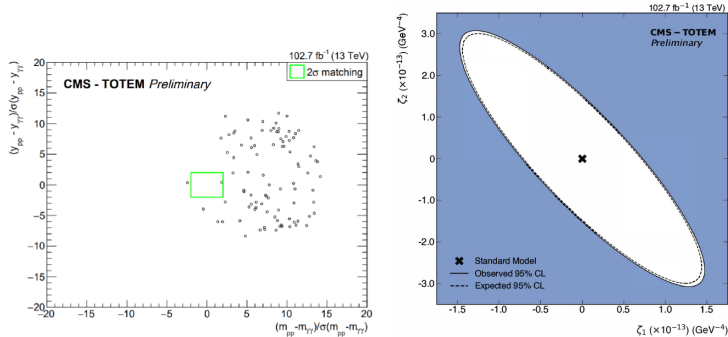 102.7 fb⁻¹ (13 TeV)
CMS - TOTEM Preliminary
2σ matching
(y_pp - y_γγ)/σ(y_pp - y_γγ)
20
15
10
5
0
−5
−10
−15
−20
−20 −15 −10 −5 0 5 10 15 20
(m_pp-m_γγ)/σ(m_pp-m_γγ)
102.7 fb⁻¹ (13 TeV)
CMS – TOTEM
Preliminary
ζ₂ (×10⁻¹³) (GeV⁻⁴)
3.0
2.0
1.0
0
-1.0
-2.0
-3.0
Standard Model
Observed 95% CL
Expected 95% CL
-1.5 -1.0 -0.5 0 0.5 1.0 1.5
ζ₁ (×10⁻¹³) (GeV⁻⁴)